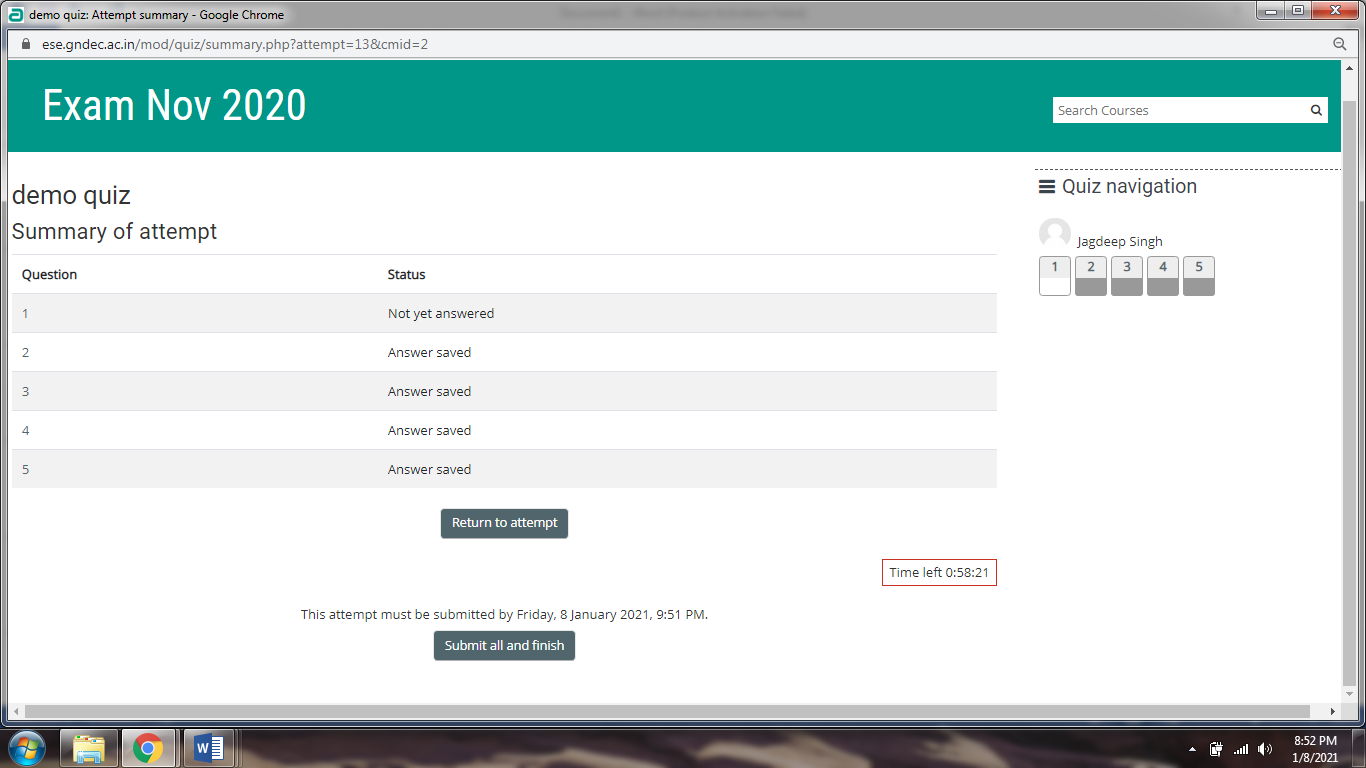 demo quiz: Attempt summary - Google Chrome
ese.gndec.ac.in/mod/quiz/summary.php?attempt=13&cmid=2
Exam Nov 2020
Search Courses
demo quiz
Summary of attempt
Question Status
1 Not yet answered
2 Answer saved
3 Answer saved
4 Answer saved
5 Answer saved
Return to attempt
Time left 0:58:21
This attempt must be submitted by Friday, 8 January 2021, 9:51 PM.
Submit all and finish
Quiz navigation
Jagdeep Singh
1 2 3 4 5
W
8:52 PM
1/8/2021